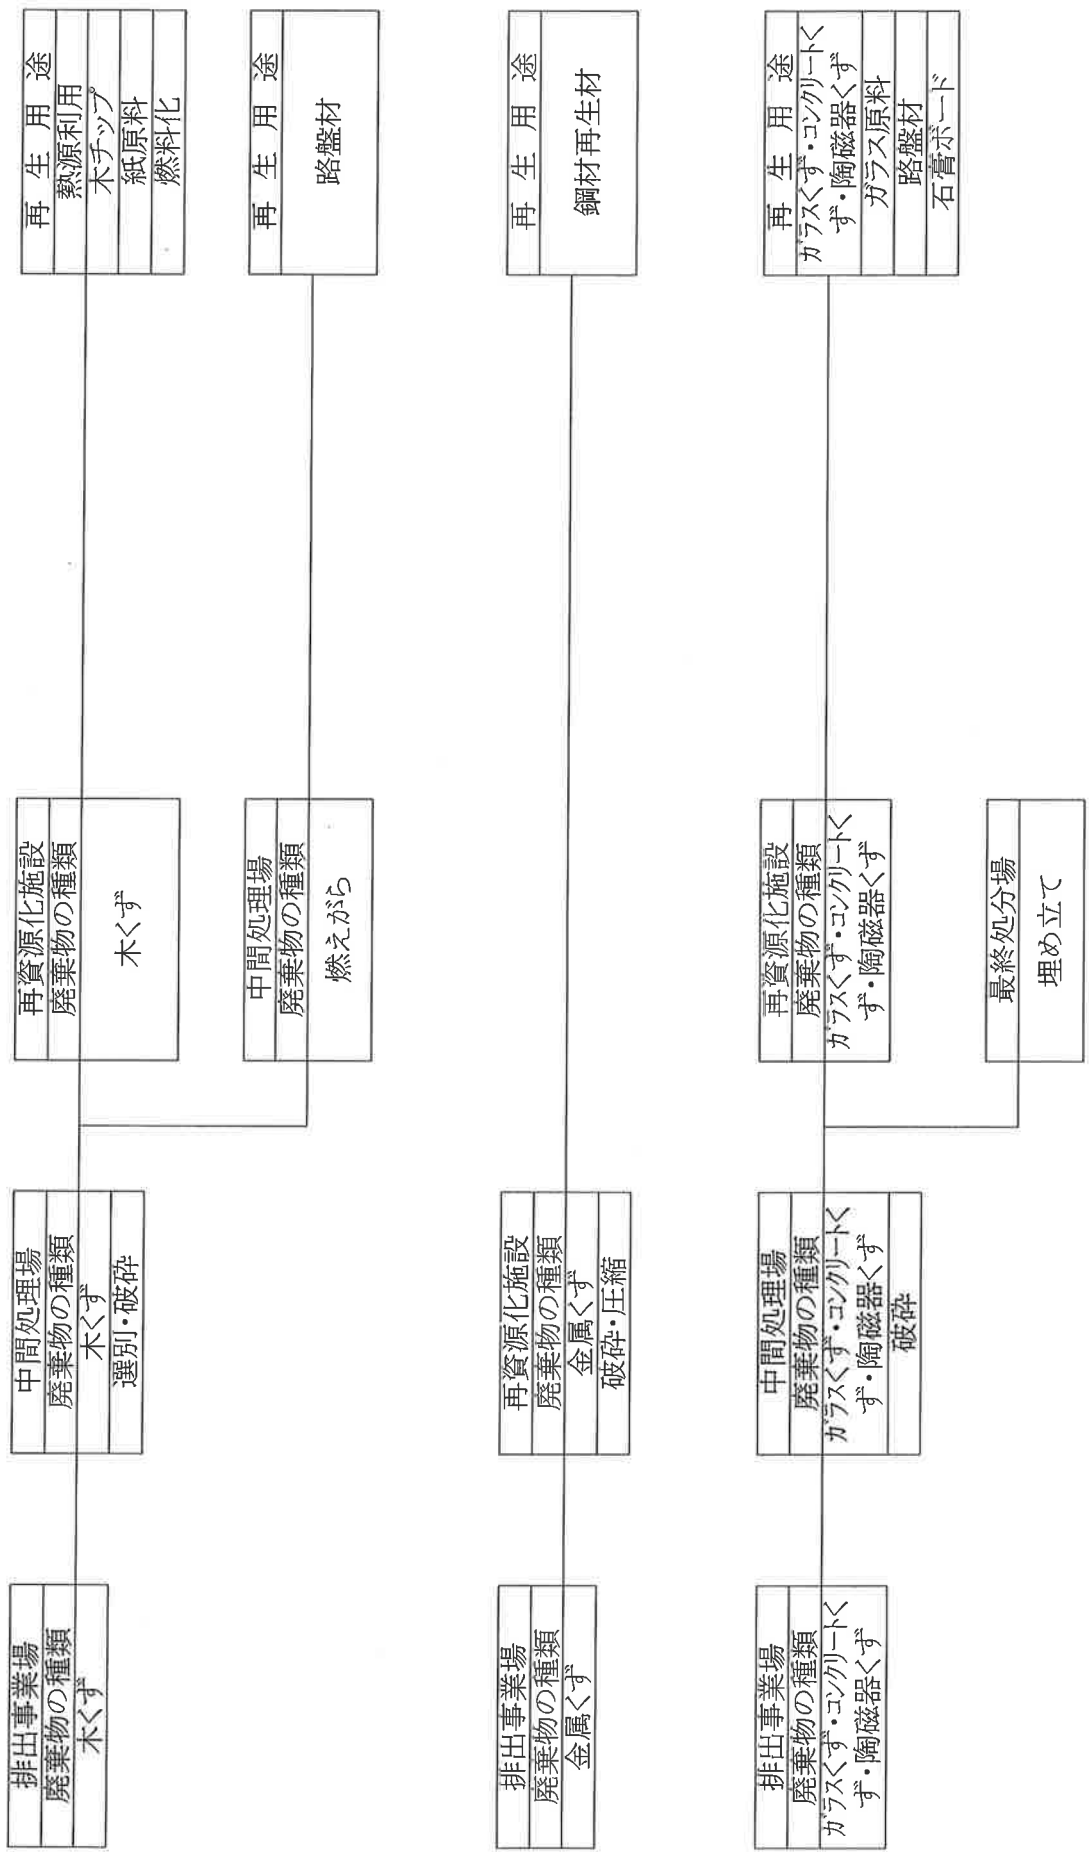 排出事業場
廃棄物の種類
木くず
中間処理場
廃棄物の種類
木くず
選別・破砕
再資源化施設
廃棄物の種類
木くず
再生用途
熱源利用
木チップ
紙原料
燃料化
中間処理場
廃棄物の種類
燃えがら
再生用途
路盤材
排出事業場
廃棄物の種類
金属くず
再資源化施設
廃棄物の種類
金属くず
破砕・圧縮
再生用途
鋼材再生材
排出事業場
廃棄物の種類
ガラスくず・コンクリートく
ず・陶磁器くず
中間処理場
廃棄物の種類
ガラスくず・コンクリートく
ず・陶磁器くず
破砕
再資源化施設
廃棄物の種類
ガラスくず・コンクリートく
ず・陶磁器くず
再生用途
ガラスくず・コンクリートく
ず・陶磁器くず
ガラス原料
路盤材
石膏ボード
最終処分場
埋め立て